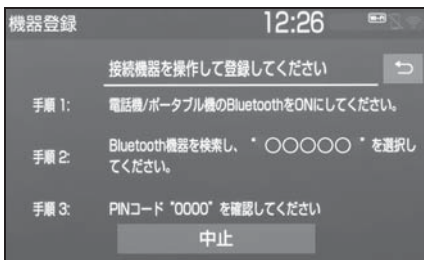 機器登録 12:26
接続機器を操作して登録してください
手順 1: 電話機/ポータブル機のBluetoothをONにしてください。
手順 2: Bluetooth機器を検索し、"○○○○○"を選択し
てください。
手順 3: PINコード "0000" を確認してください
中止